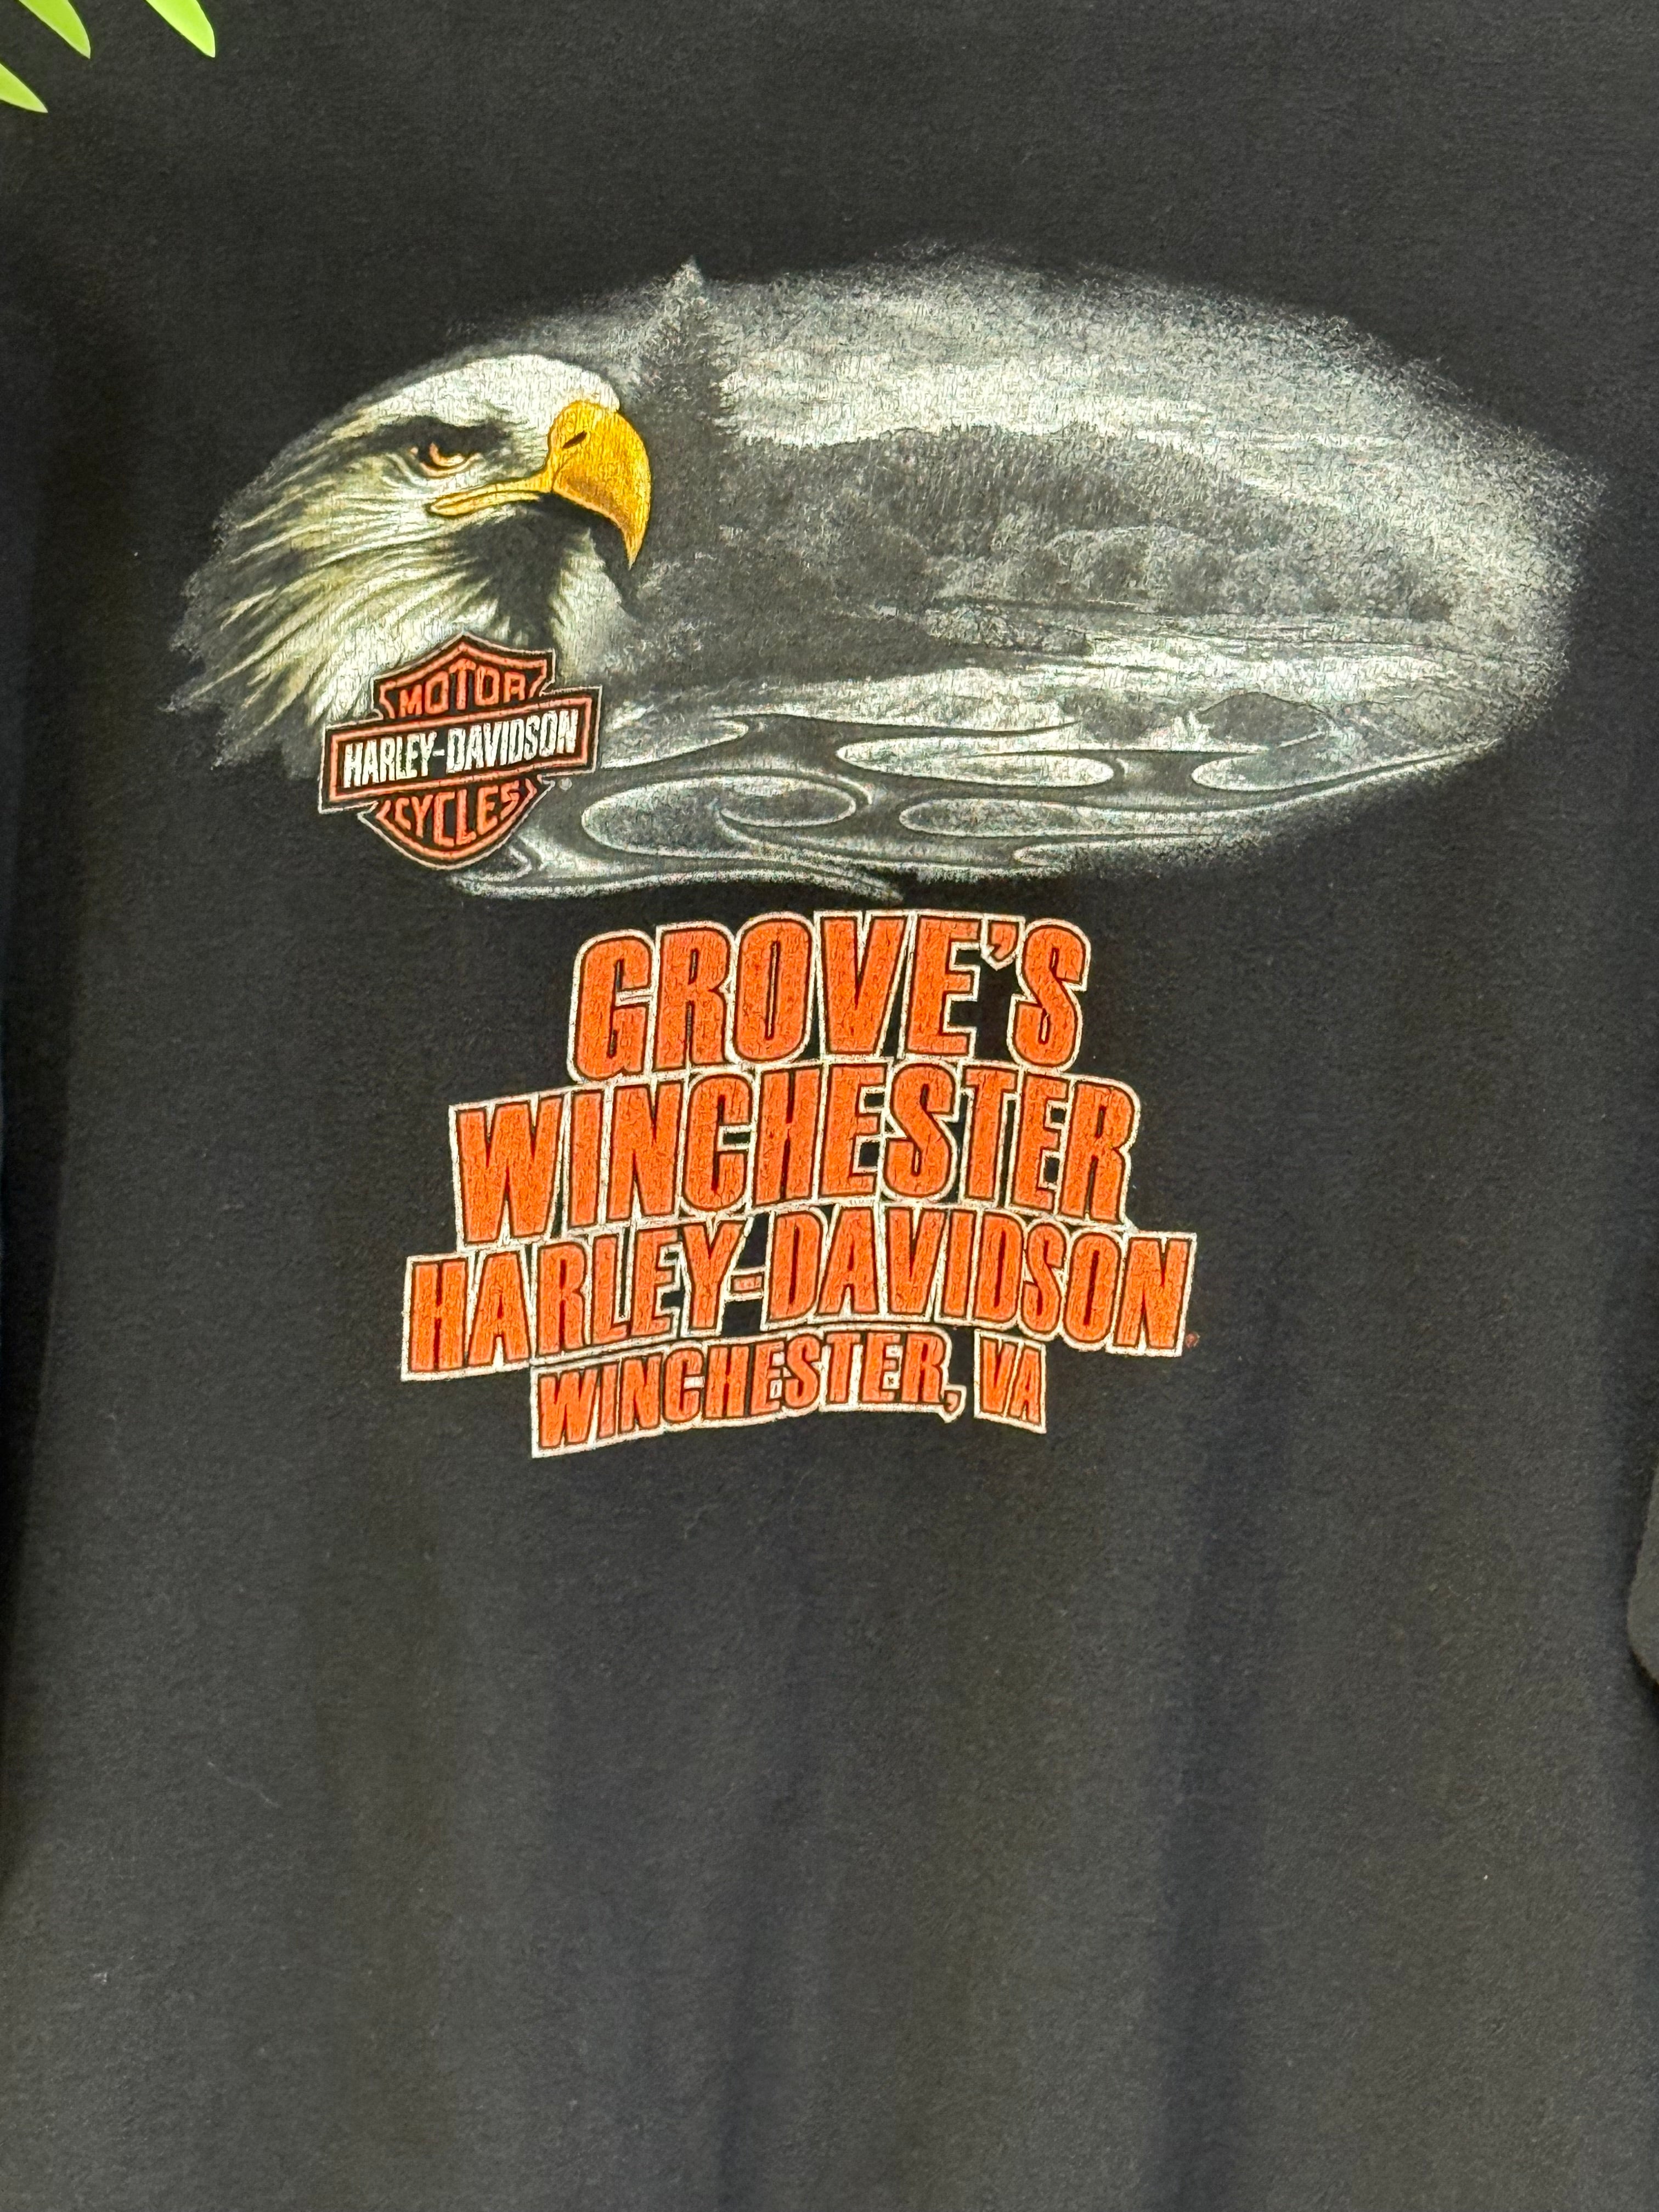 MOTOR
HARLEY-DAVIDSON
CYCLES
®
GROVE'S
WINCHESTER
HARLEY-DAVIDSON
WINCHESTER, VA